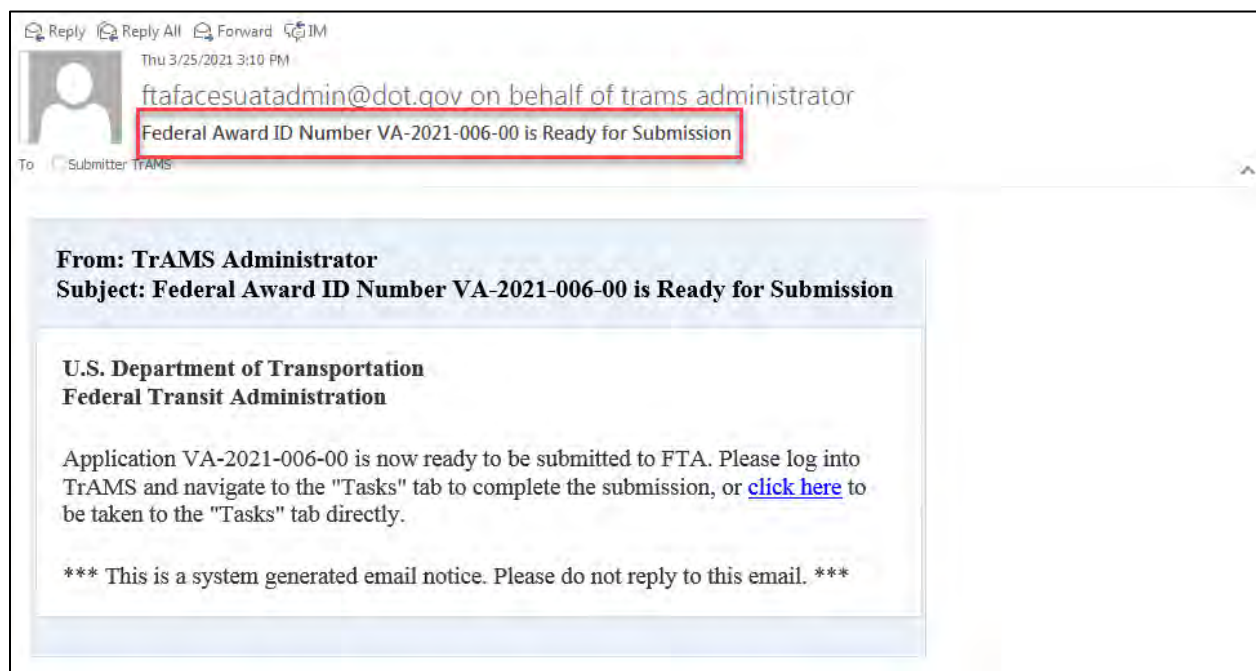 Reply Reply All Forward IM
Thu 3/25/2021 3:10 PM
ftafacesuatadmin@dot.gov on behalf of trams administrator
Federal Award ID Number VA-2021-006-00 is Ready for Submission
To Submitter TrAMS
From: TrAMS Administrator
Subject: Federal Award ID Number VA-2021-006-00 is Ready for Submission
U.S. Department of Transportation
Federal Transit Administration
Application VA-2021-006-00 is now ready to be submitted to FTA. Please log into
TrAMS and navigate to the "Tasks" tab to complete the submission, or click here to
be taken to the "Tasks" tab directly.
*** This is a system generated email notice. Please do not reply to this email. ***